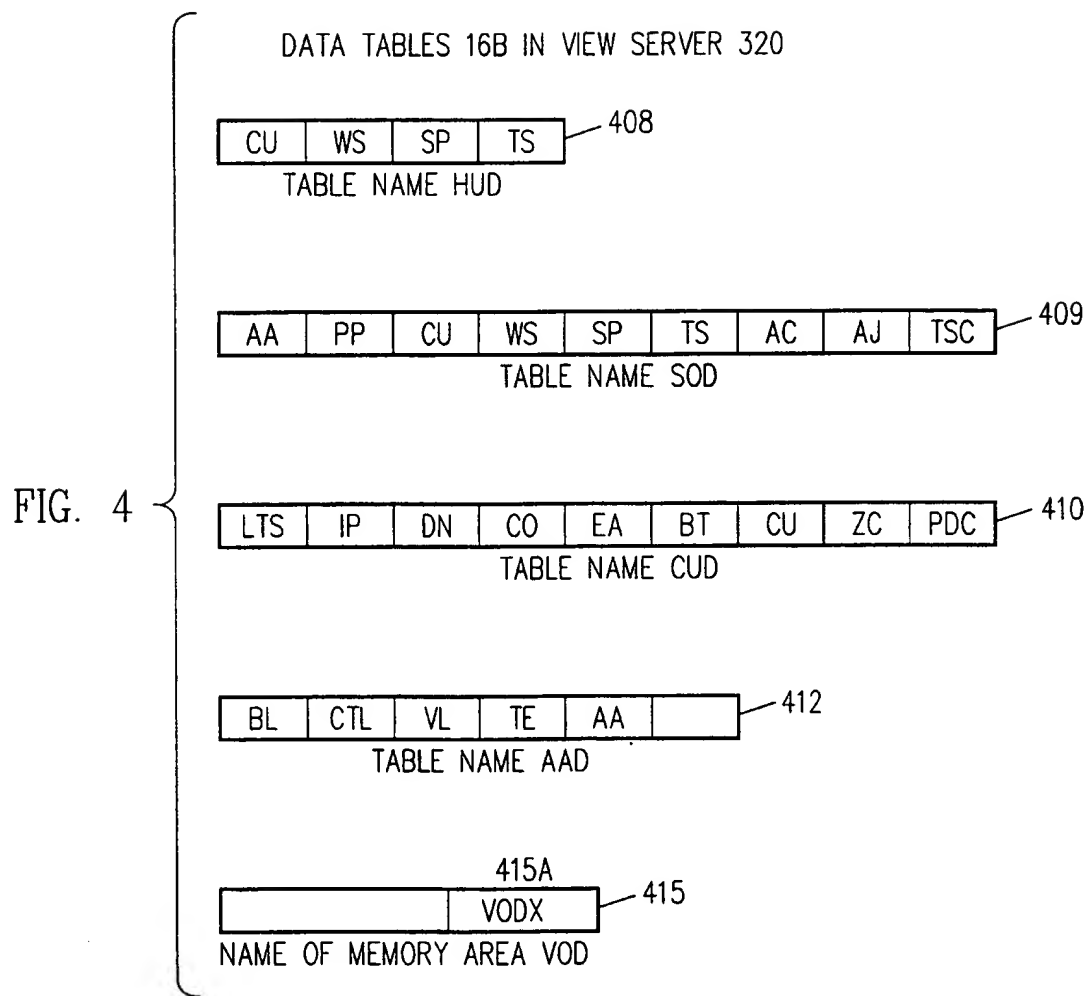 DATA TABLES 16B IN VIEW SERVER 320
CU WS SP TS 408
TABLE NAME HUD
AA PP CU WS SP TS AC AJ TSC 409
TABLE NAME SOD
FIG. 4
LTS IP DN CO EA BT CU ZC PDC 410
TABLE NAME CUD
BL CTL VL TE AA 412
TABLE NAME AAD
415A
VODX 415
NAME OF MEMORY AREA VOD